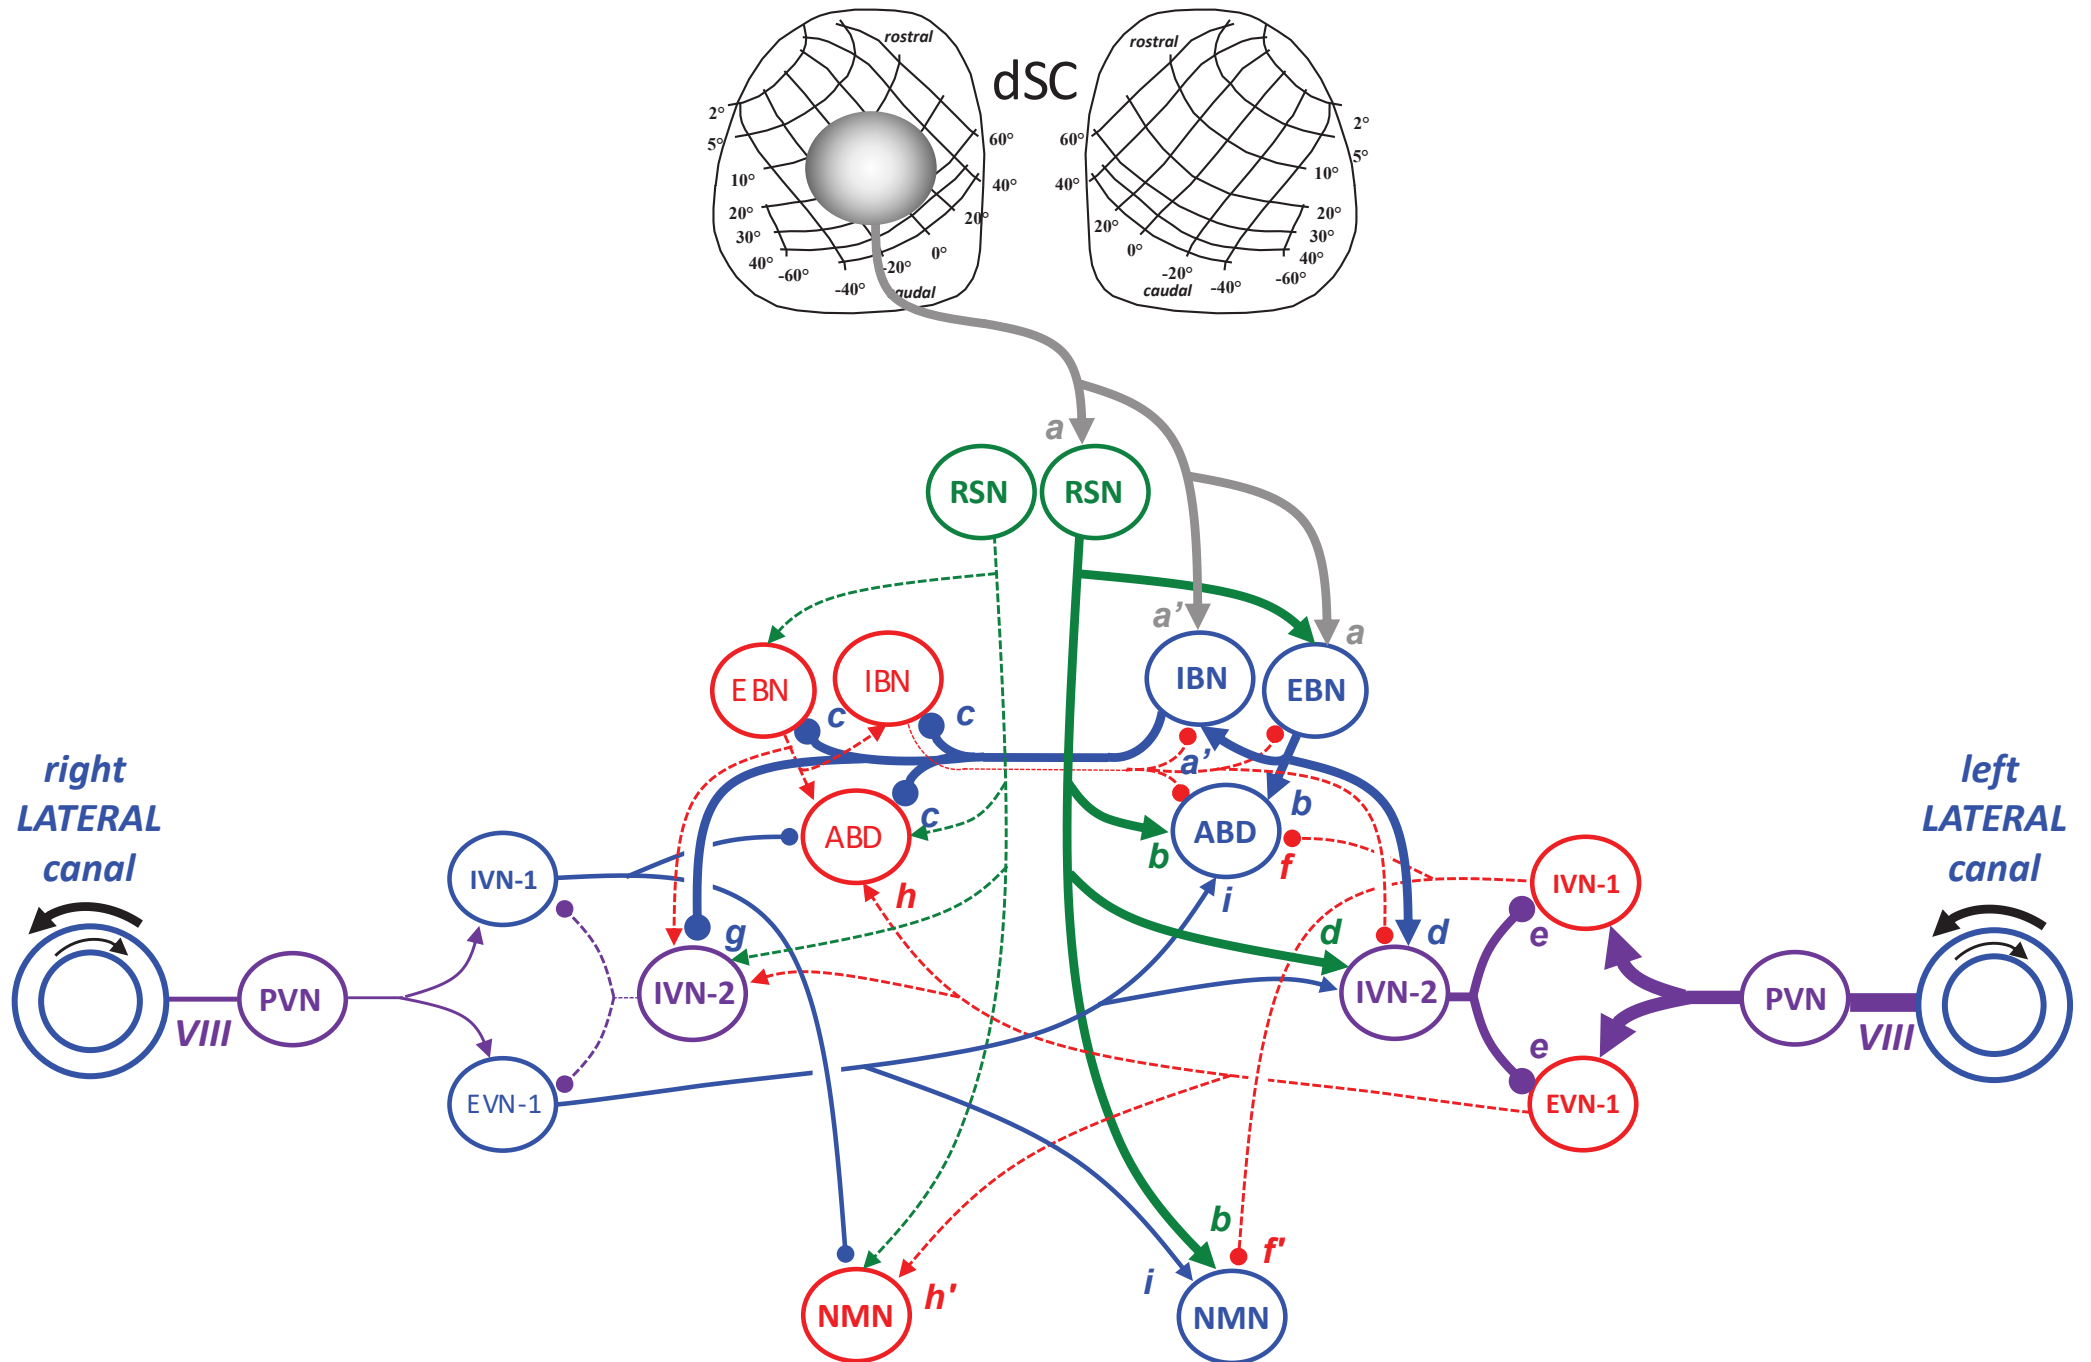 rostral
dSC
rostral
2°
5°
10°
20°
30°
40°
-60°
-40°
-20°
0°
20°
40°
60°
caudal
60°
40°
20°
0°
-20°
-40°
-60°
40°
30°
20°
10°
5°
2°
caudal
a
RSN
RSN
a'
a
EBN
IBN
IBN
EBN
c
c
a'
b
c
ABD
ABD
b
f
right
LATERAL
canal
left
LATERAL
canal
IVN-1
IVN-1
h
i
g
d
d
e
PVN
VIII
IVN-2
IVN-2
PVN
VIII
e
EVN-1
EVN-1
b
f'
i
h'
NMN
NMN